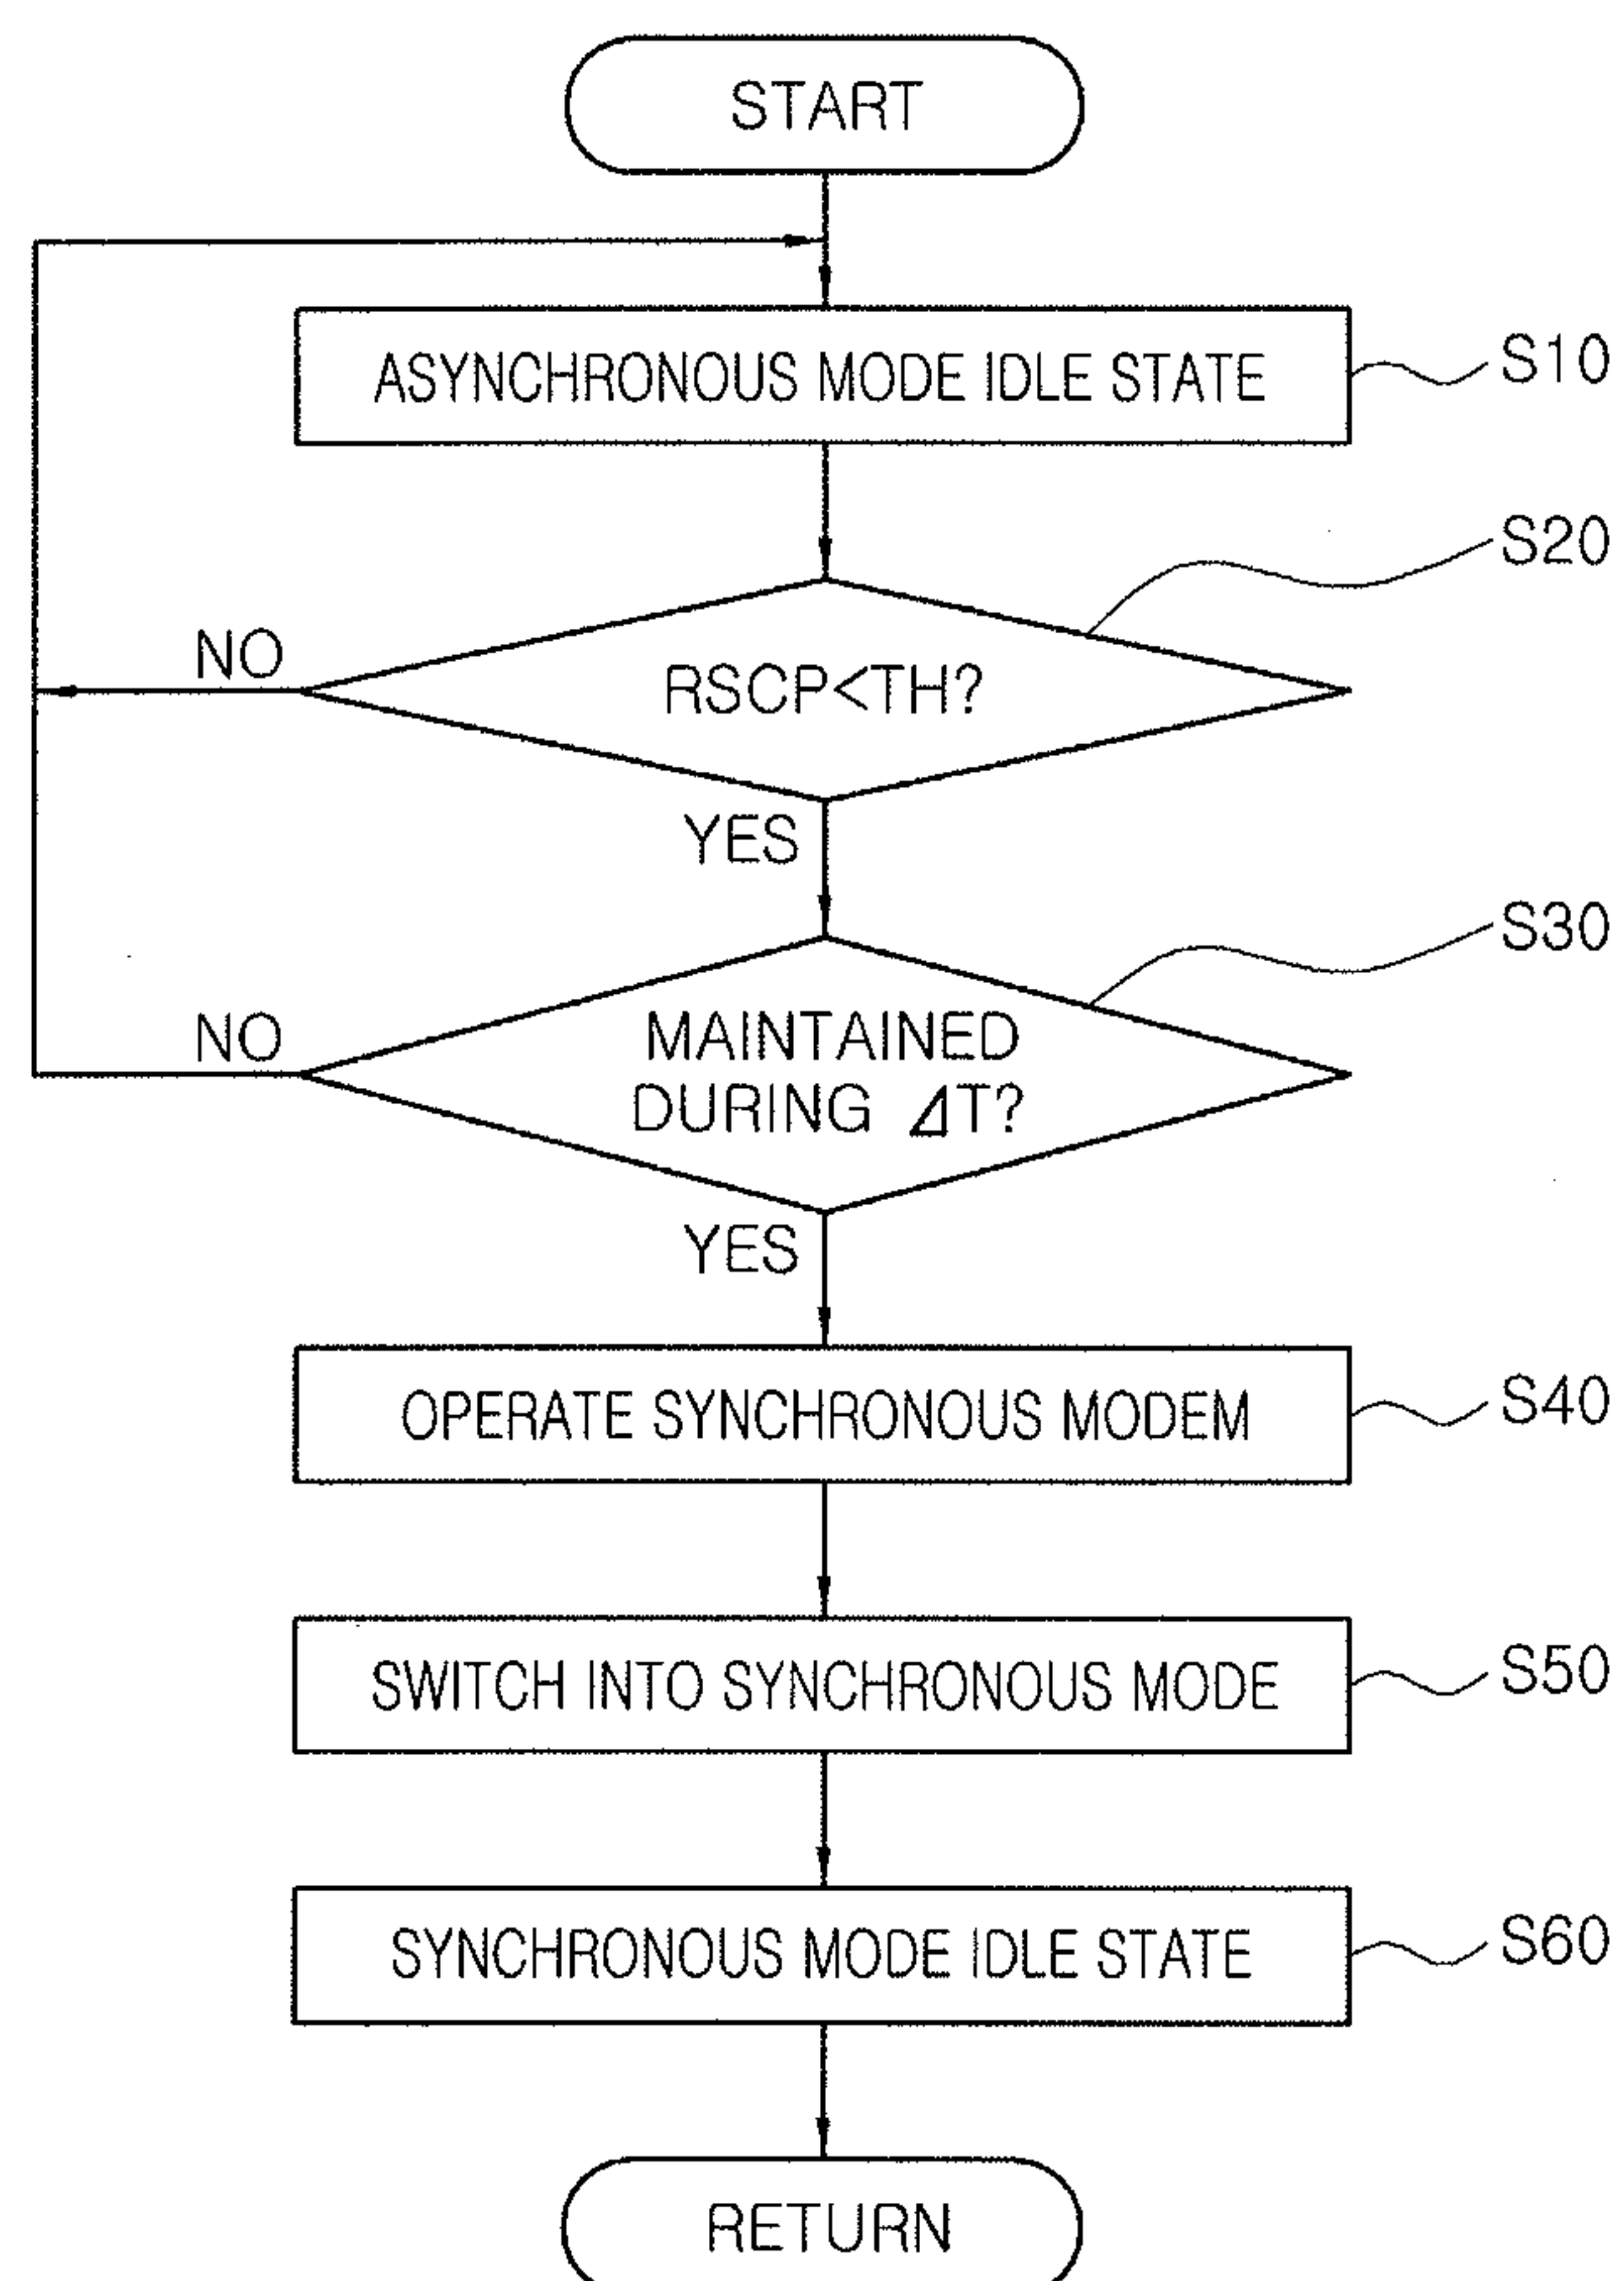 START
ASYNCHRONOUS MODE IDLE STATE
S10
S20
NO
RSCP<TH?
YES
S30
NO
MAINTAINED
DURING ⊿T?
YES
OPERATE SYNCHRONOUS MODEM
S40
SWITCH INTO SYNCHRONOUS MODE
S50
SYNCHRONOUS MODE IDLE STATE
S60
RETURN